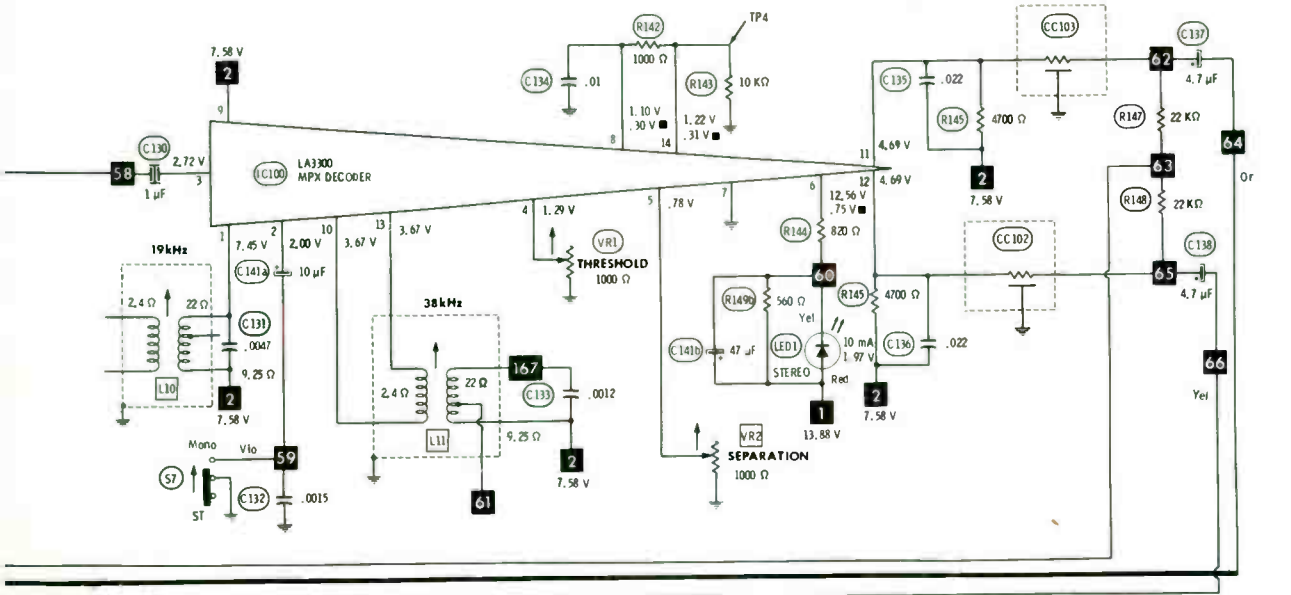 TP4
R142
1000 Ω
C134
.01
R143
10 KΩ
1.10 V
.30 V ■
1.22 V
.31 V ■
8
14
7.58 V
2
9
C130
2.72 V
58
1 µF
3
IC100
LA3300
MPX DECODER
CC103
62
C137
4.7 µF
C135
.022
R145
4700 Ω
2
7.58 V
R147
22 KΩ
63
64
Or
11
4.69 V
12
4.69 V
6
12.56 V
.75 V ■
R144
820 Ω
R148
22 KΩ
CC102
65
C138
4.7 µF
66
Yel
1
7.45 V
2
2.00 V
10
3.67 V
13
3.67 V
4
1.29 V
5
.78 V
7
19kHz
C141a
10 µF
2.4 Ω
22 Ω
C131
.0047
9.25 Ω
L10
2
7.58 V
VR1
THRESHOLD
1000 Ω
38kHz
2.4 Ω
22 Ω
167
C133
.0012
9.25 Ω
L11
2
7.58 V
61
60
R149b
560 Ω
Yel
C141b
47 µF
LED1
10 mA
1.97 V
STEREO
Red
1
13.88 V
R145
4700 Ω
C136
.022
2
7.58 V
VR2
SEPARATION
1000 Ω
Mono
Vio
59
S7
ST
C132
.0015